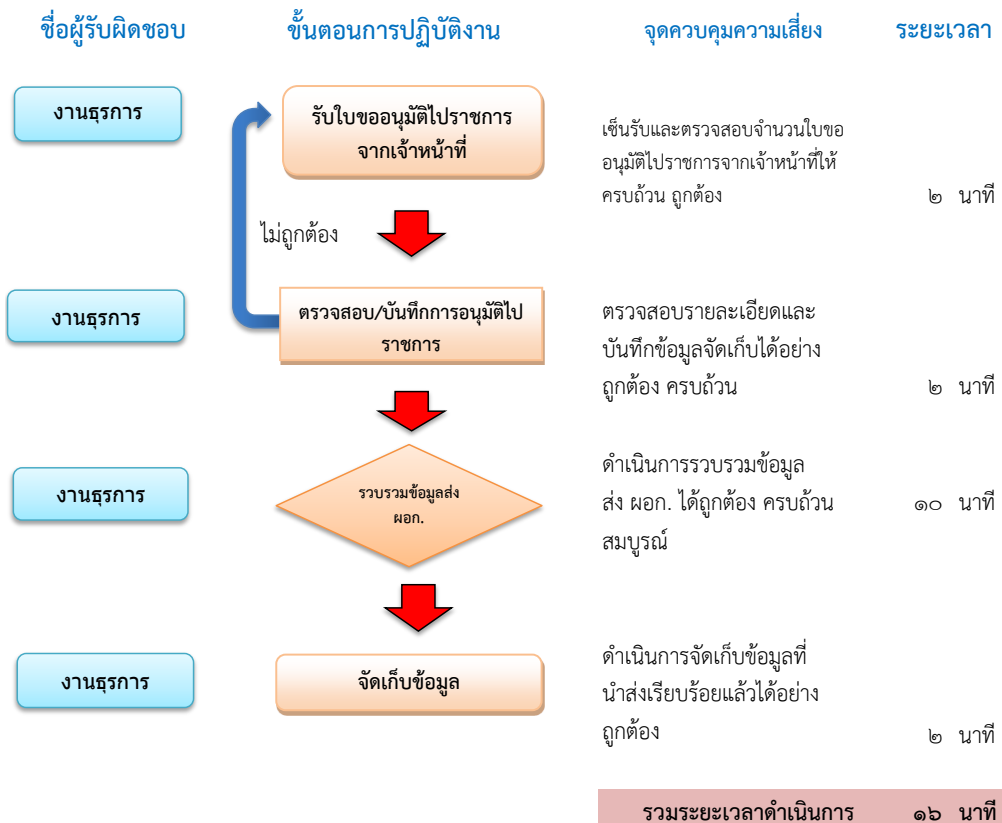 ชื่อผู้รับผิดชอบ ขั้นตอนการปฏิบัติงาน จุดควบคุมความเสี่ยง ระยะเวลา
งานธุรการ
รับใบขออนุมัติไปราชการ
จากเจ้าหน้าที่
เซ็นรับและตรวจสอบจำนวนใบขอ
อนุมัติไปราชการจากเจ้าหน้าที่ให้
ครบถ้วน ถูกต้อง ๒ นาที
ไม่ถูกต้อง
งานธุรการ
ตรวจสอบ/บันทึกการอนุมัติไป
ราชการ
ตรวจสอบรายละเอียดและ
บันทึกข้อมูลจัดเก็บได้อย่าง
ถูกต้อง ครบถ้วน ๒ นาที
งานธุรการ
รวบรวมข้อมูลส่ง
ผอก.
ดำเนินการรวบรวมข้อมูล
ส่ง ผอก. ได้ถูกต้อง ครบถ้วน ๑๐ นาที
สมบูรณ์
งานธุรการ
จัดเก็บข้อมูล
ดำเนินการจัดเก็บข้อมูลที่
นำส่งเรียบร้อยแล้วได้อย่าง
ถูกต้อง ๒ นาที
รวมระยะเวลาดำเนินการ ๑๖ นาที